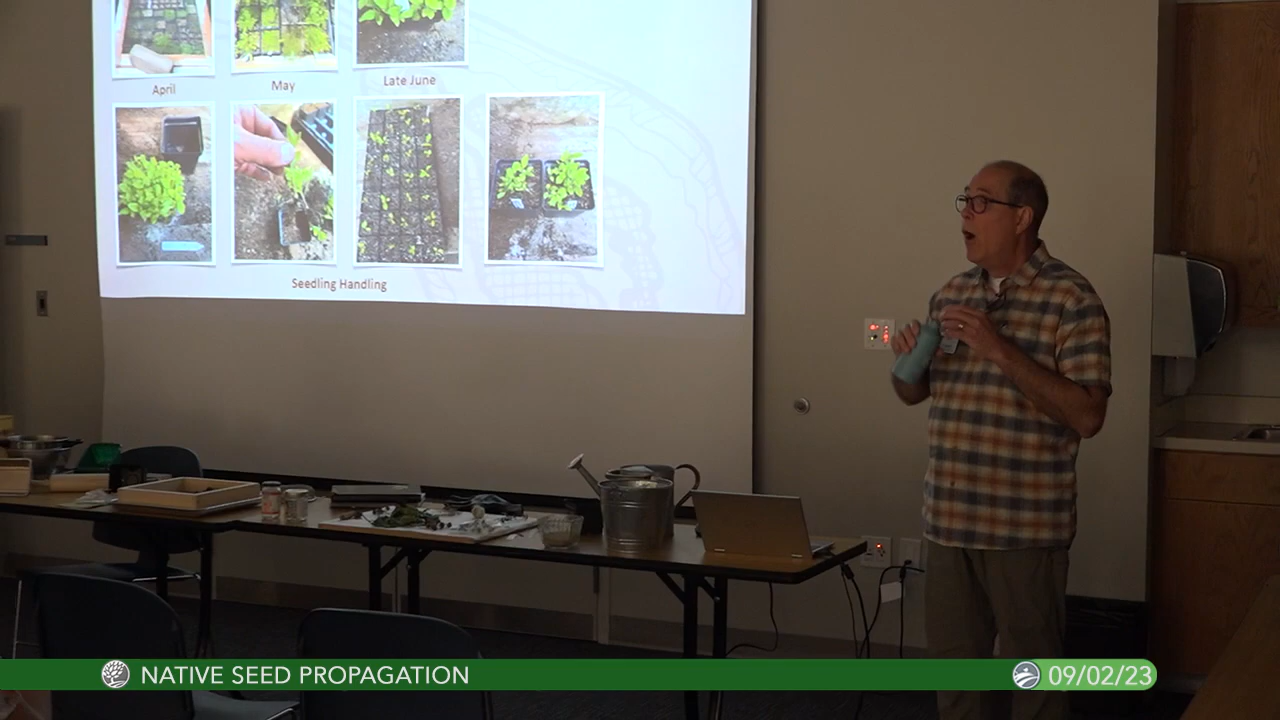 April
May
Late June
Seedling Handling
NATIVE SEED PROPAGATION
09/02/23